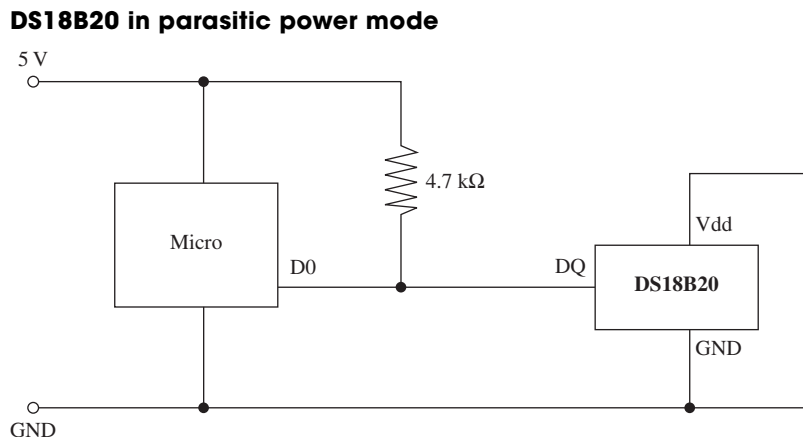 DS18B20 in parasitic power mode
5 V
4.7 kΩ
Micro
D0
DQ
Vdd
DS18B20
GND
GND